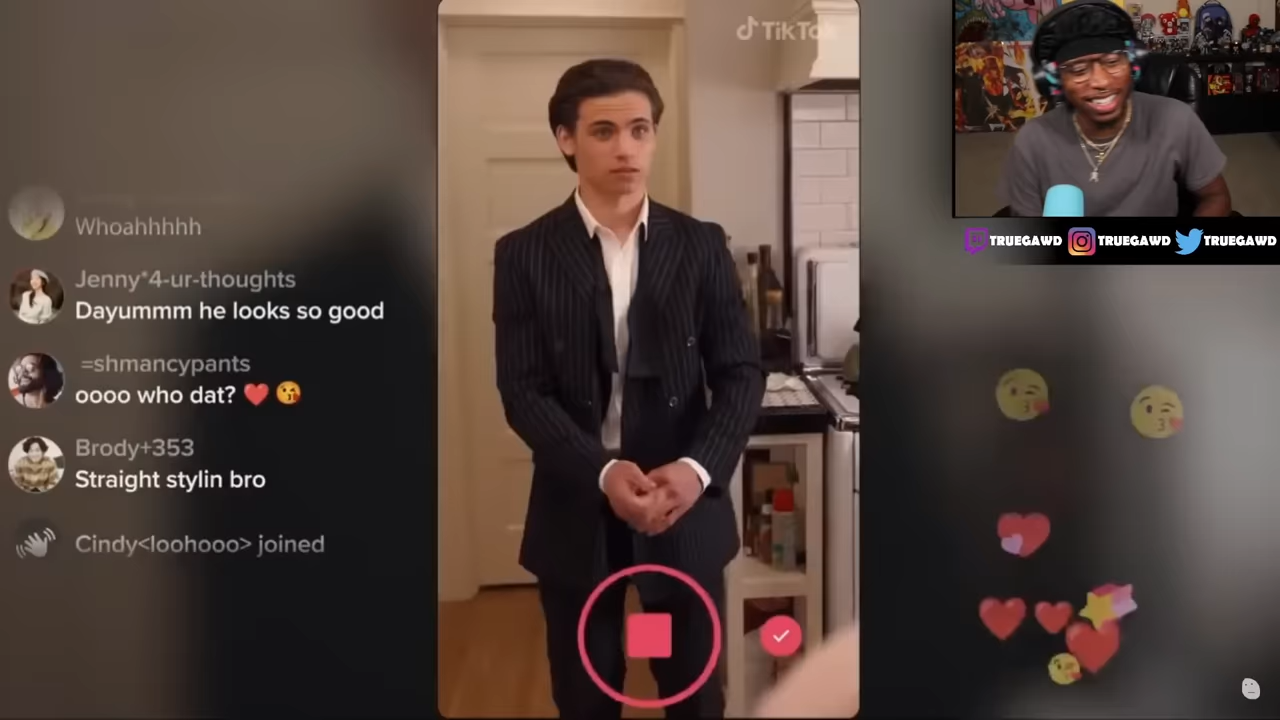 TikTok
Whoahhhhh
Jenny*4-ur-thoughts
Dayummm he looks so good
=shmancypants
oooo who dat? ❤️ 😘
Brody+353
Straight stylin bro
Cindy<loohooo> joined
TRUEGAWD TRUEGAWD TRUEGAWD